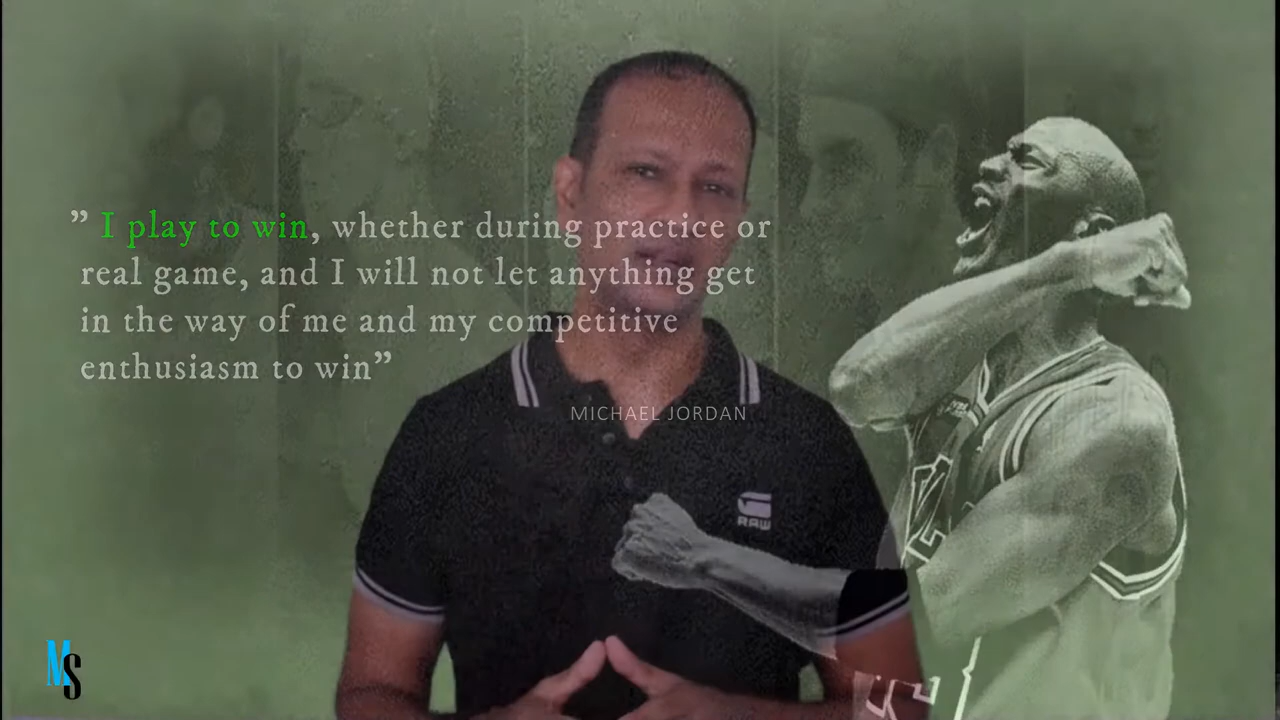 ” I play to win, whether during practice or
real game, and I will not let anything get
in the way of me and my competitive
enthusiasm to win”
MICHAEL JORDAN
RAW
MS